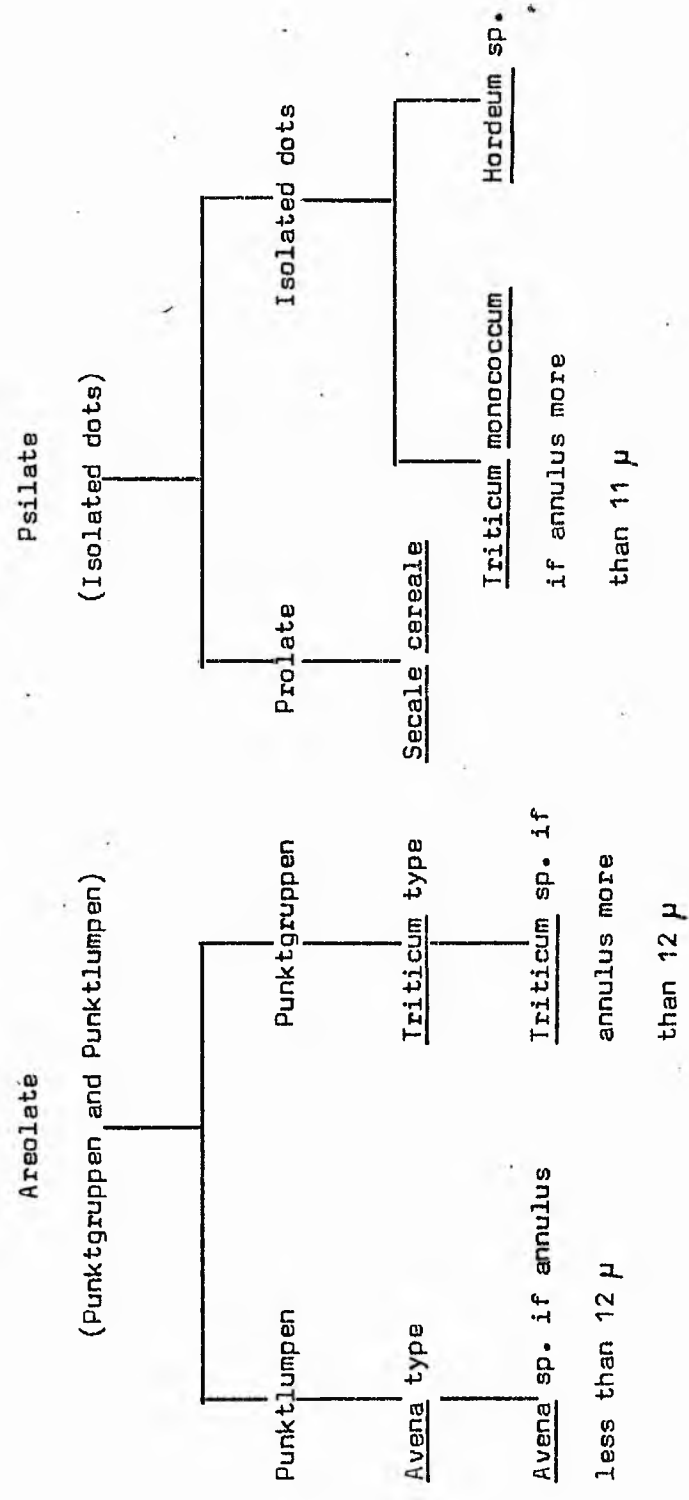 Areolate
(Punktgruppen and Punktlumpen)
Punktlumpen
Avena type
Avena sp. if annulus
less than 12 µ
Punktgruppen
Triticum type
Triticum sp. if
annulus more
than 12 µ
Psilate
(Isolated dots)
Prolate
Secale cereale
Isolated dots
Triticum monococcum
if annulus more
than 11 µ
Hordeum sp.